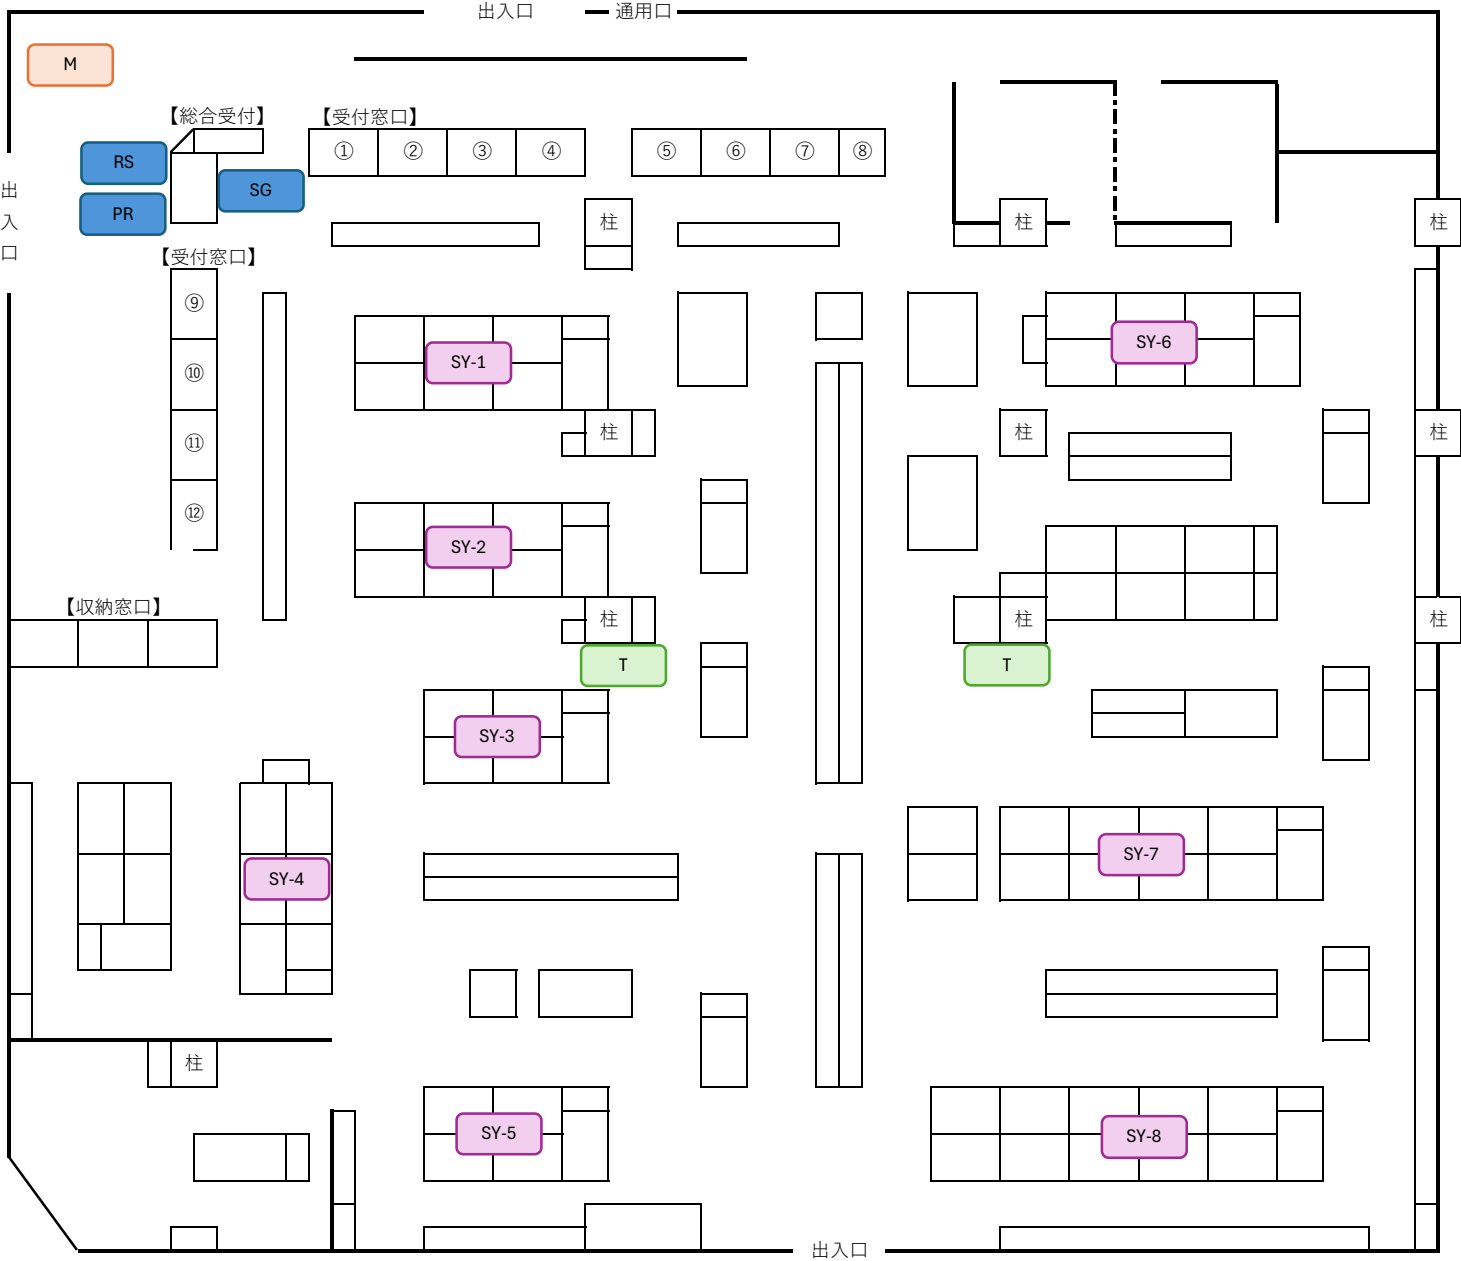 出入口
通用口
M
【総合受付】
【受付窓口】
①
②
③
④
⑤
⑥
⑦
⑧
RS
SG
PR
出入口
柱
柱
柱
【受付窓口】
⑨
⑩
⑪
⑫
SY-1
SY-6
柱
柱
柱
SY-2
【収納窓口】
柱
柱
柱
T
T
SY-3
SY-4
SY-7
柱
SY-5
SY-8
出入口